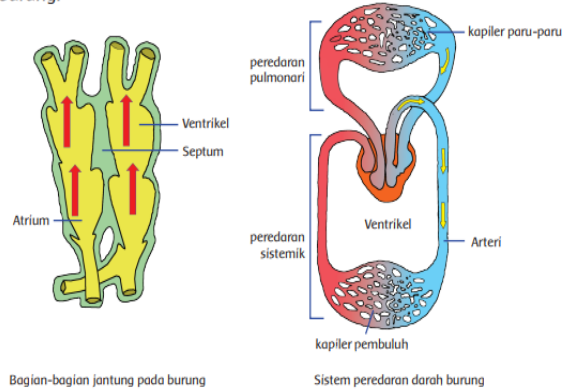 kapiler paru-paru
peredaran
pulmonari
Ventrikel
Septum
Atrium
Ventrikel
peredaran
sistemik
Arteri
kapiler pembuluh
Bagian-bagian jantung pada burung
Sistem peredaran darah burung